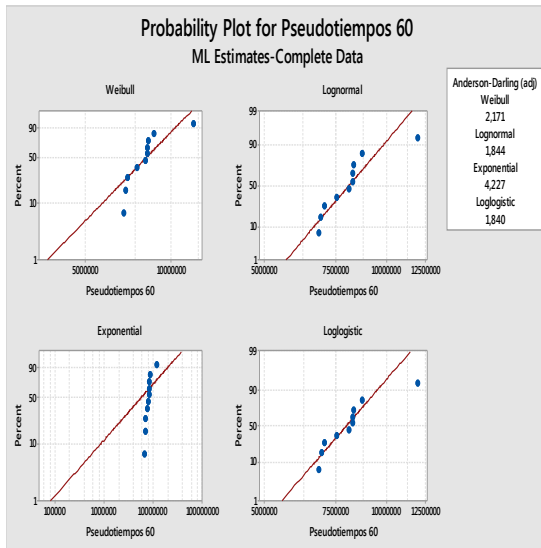 Probability Plot for Pseudotiempos 60
ML Estimates-Complete Data
Weibull
Percent
90
50
10
1
5000000 10000000
Pseudotiempos 60
Lognormal
Percent
99
90
50
10
1
5000000 7500000 10000000 12500000
Pseudotiempos 60
Anderson-Darling (adj)
Weibull
2,171
Lognormal
1,844
Exponential
4,227
Loglogistic
1,840
Exponential
Percent
90
50
10
1
100000 1000000 10000000 100000000
Pseudotiempos 60
Loglogistic
Percent
99
90
50
10
1
5000000 7500000 10000000 12500000
Pseudotiempos 60